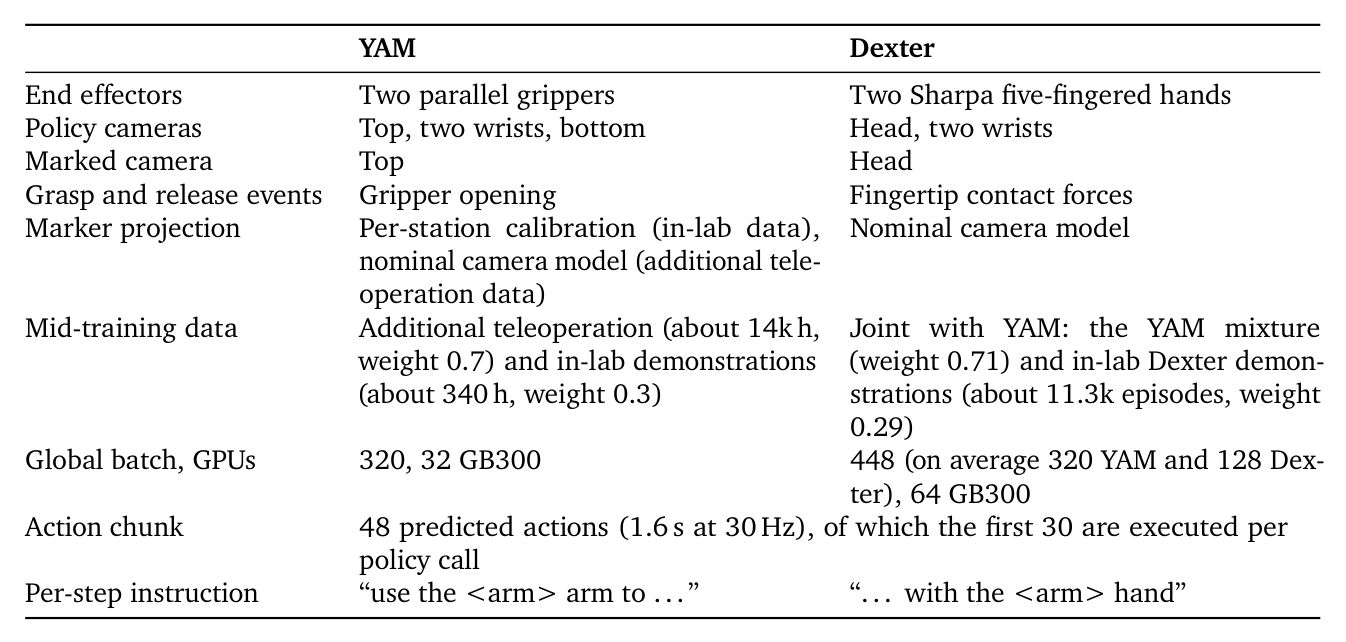 YAM Dexter
End effectors Two parallel grippers Two Sharpa five-fingered hands
Policy cameras Top, two wrists, bottom Head, two wrists
Marked camera Top Head
Grasp and release events Gripper opening Fingertip contact forces
Marker projection Per-station calibration (in-lab data), Nominal camera model
nominal camera model (additional tele-
operation data)
Mid-training data Additional teleoperation (about 14k h, Joint with YAM: the YAM mixture
weight 0.7) and in-lab demonstrations (weight 0.71) and in-lab Dexter demon-
(about 340 h, weight 0.3) strations (about 11.3k episodes, weight
0.29)
Global batch, GPUs 320, 32 GB300 448 (on average 320 YAM and 128 Dex-
ter), 64 GB300
Action chunk 48 predicted actions (1.6 s at 30 Hz), of which the first 30 are executed per
policy call
Per-step instruction “use the <arm> arm to …” “… with the <arm> hand”